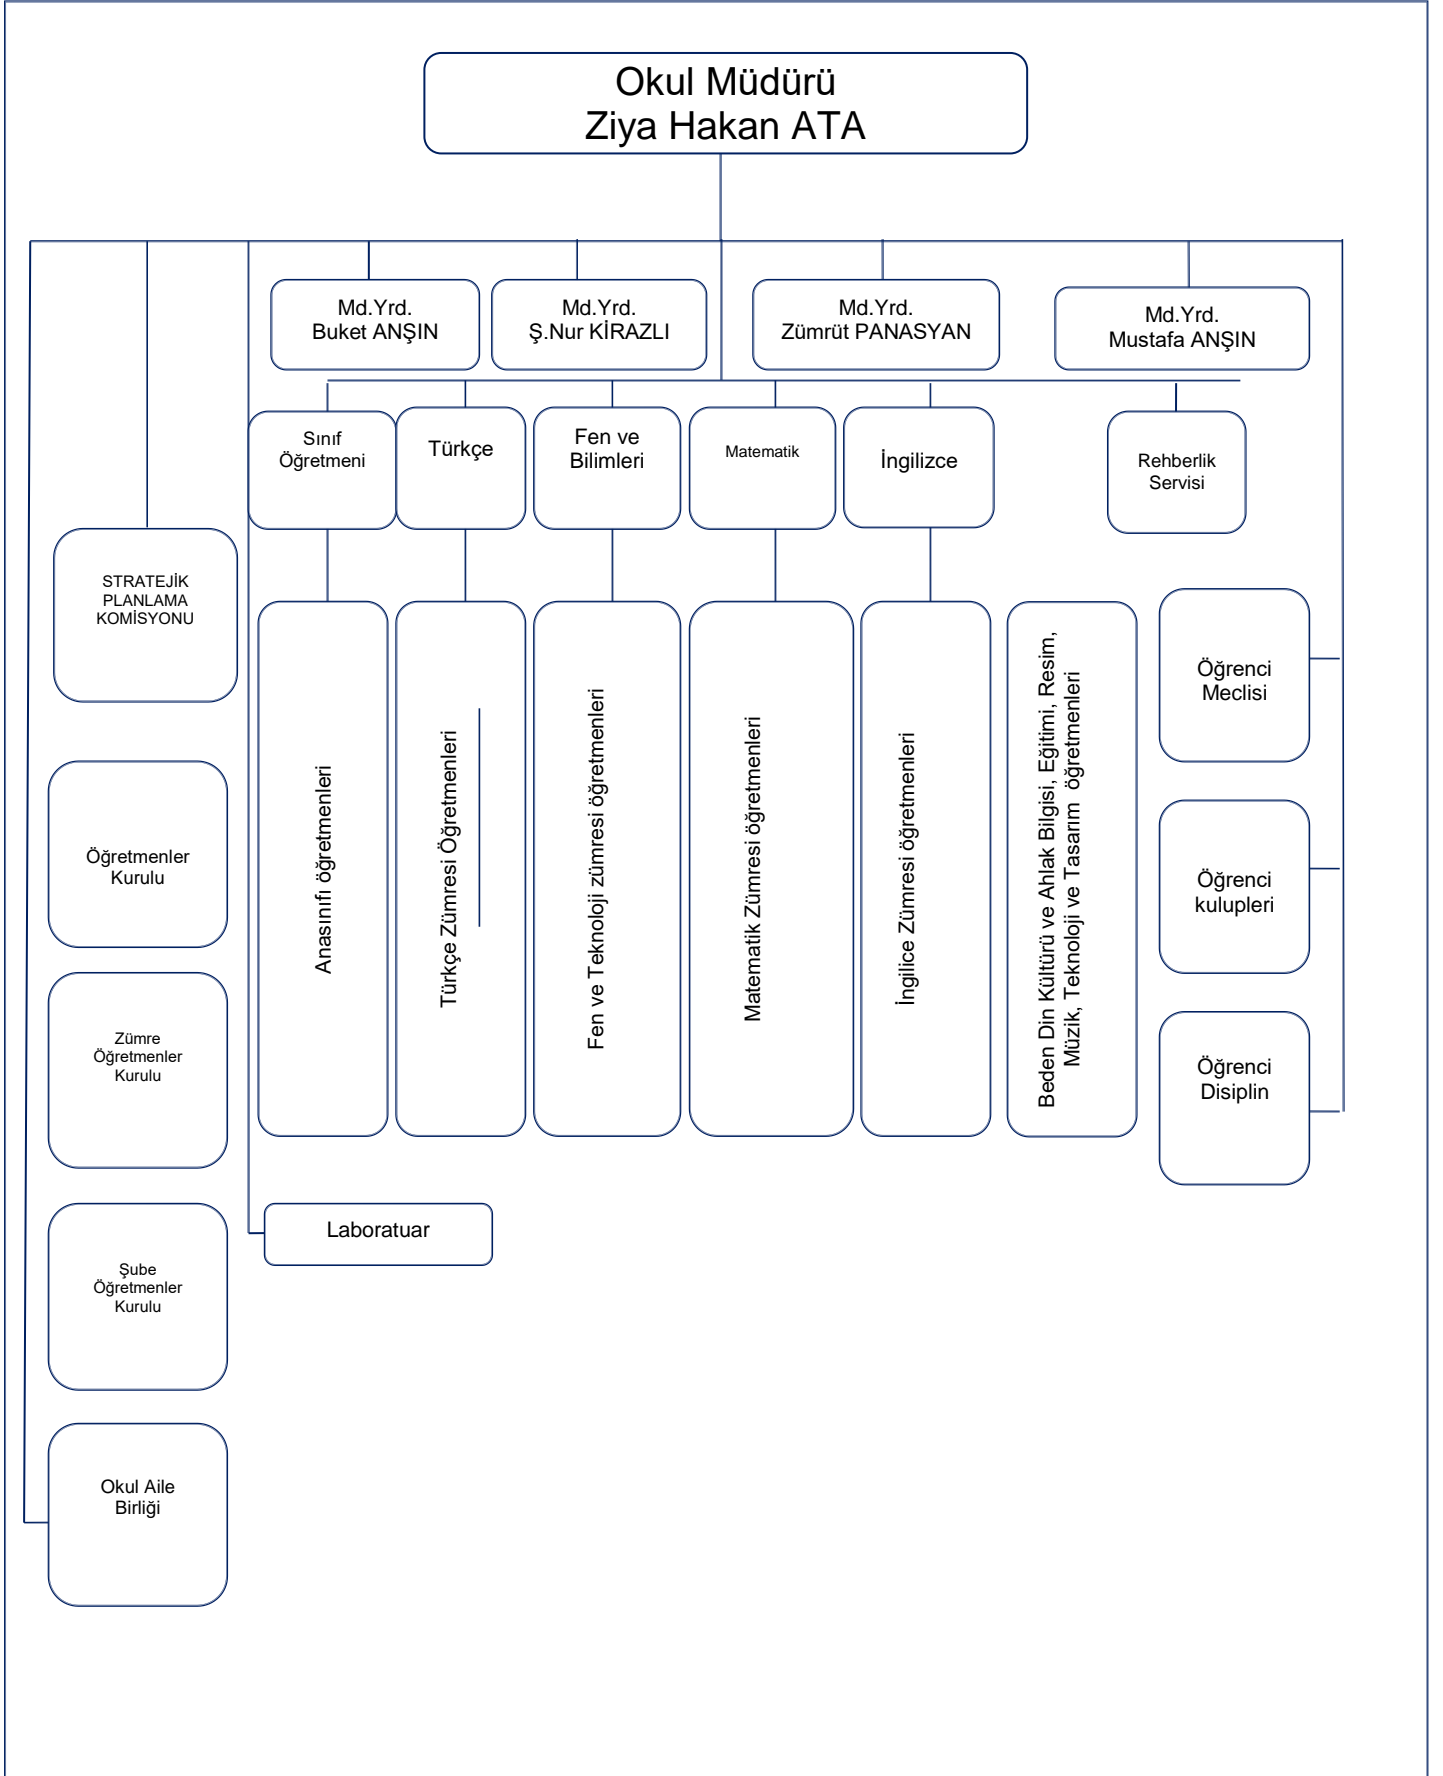 Okul Müdürü
Ziya Hakan ATA
Md.Yrd.
Buket ANŞIN
Md.Yrd.
Ş.Nur KİRAZLI
Md.Yrd.
Zümrüt PANASYAN
Md.Yrd.
Mustafa ANŞIN
Sınıf
Öğretmeni
Türkçe
Fen ve
Bilimleri
Matematik
İngilizce
Rehberlik
Servisi
STRATEJİK
PLANLAMA
KOMİSYONU
Öğretmenler
Kurulu
Zümre
Öğretmenler
Kurulu
Şube
Öğretmenler
Kurulu
Okul Aile
Birliği
Anasınıfı öğretmenleri
Türkçe Zümresi Öğretmenleri
Fen ve Teknoloji zümresi öğretmenleri
Matematik Zümresi öğretmenleri
İngilice Zümresi öğretmenleri
Beden Din Kültürü ve Ahlak Bilgisi, Eğitimi, Resim,
Müzik, Teknoloji ve Tasarım öğretmenleri
Öğrenci
Meclisi
Öğrenci
kulupleri
Öğrenci
Disiplin
Laboratuar